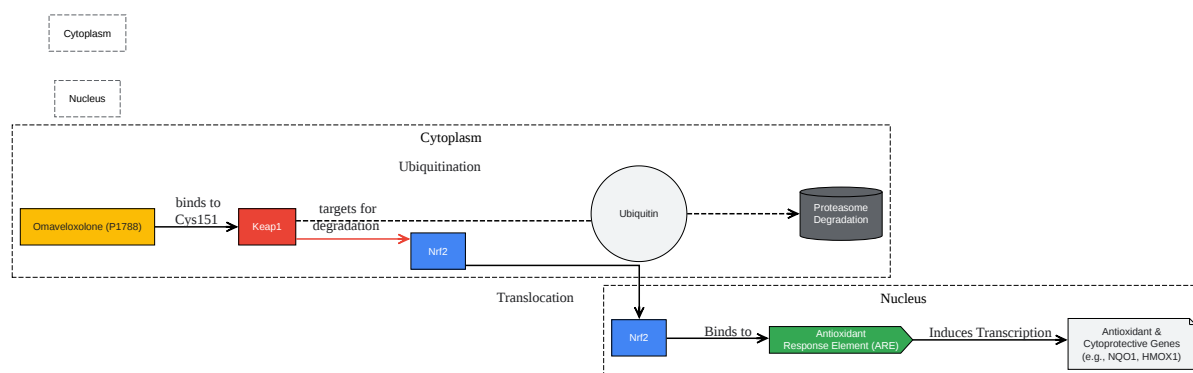 Cytoplasm
Nucleus
Cytoplasm
Ubiquitination
binds to
Cys151
targets for
degradation
Omaveloxolone (P1788)
Keap1
Nrf2
Ubiquitin
Proteasome
Degradation
Translocation
Nucleus
Nrf2
Binds to
Antioxidant
Response Element (ARE)
Induces Transcription
Antioxidant &
Cytoprotective Genes
(e.g., NQO1, HMOX1)